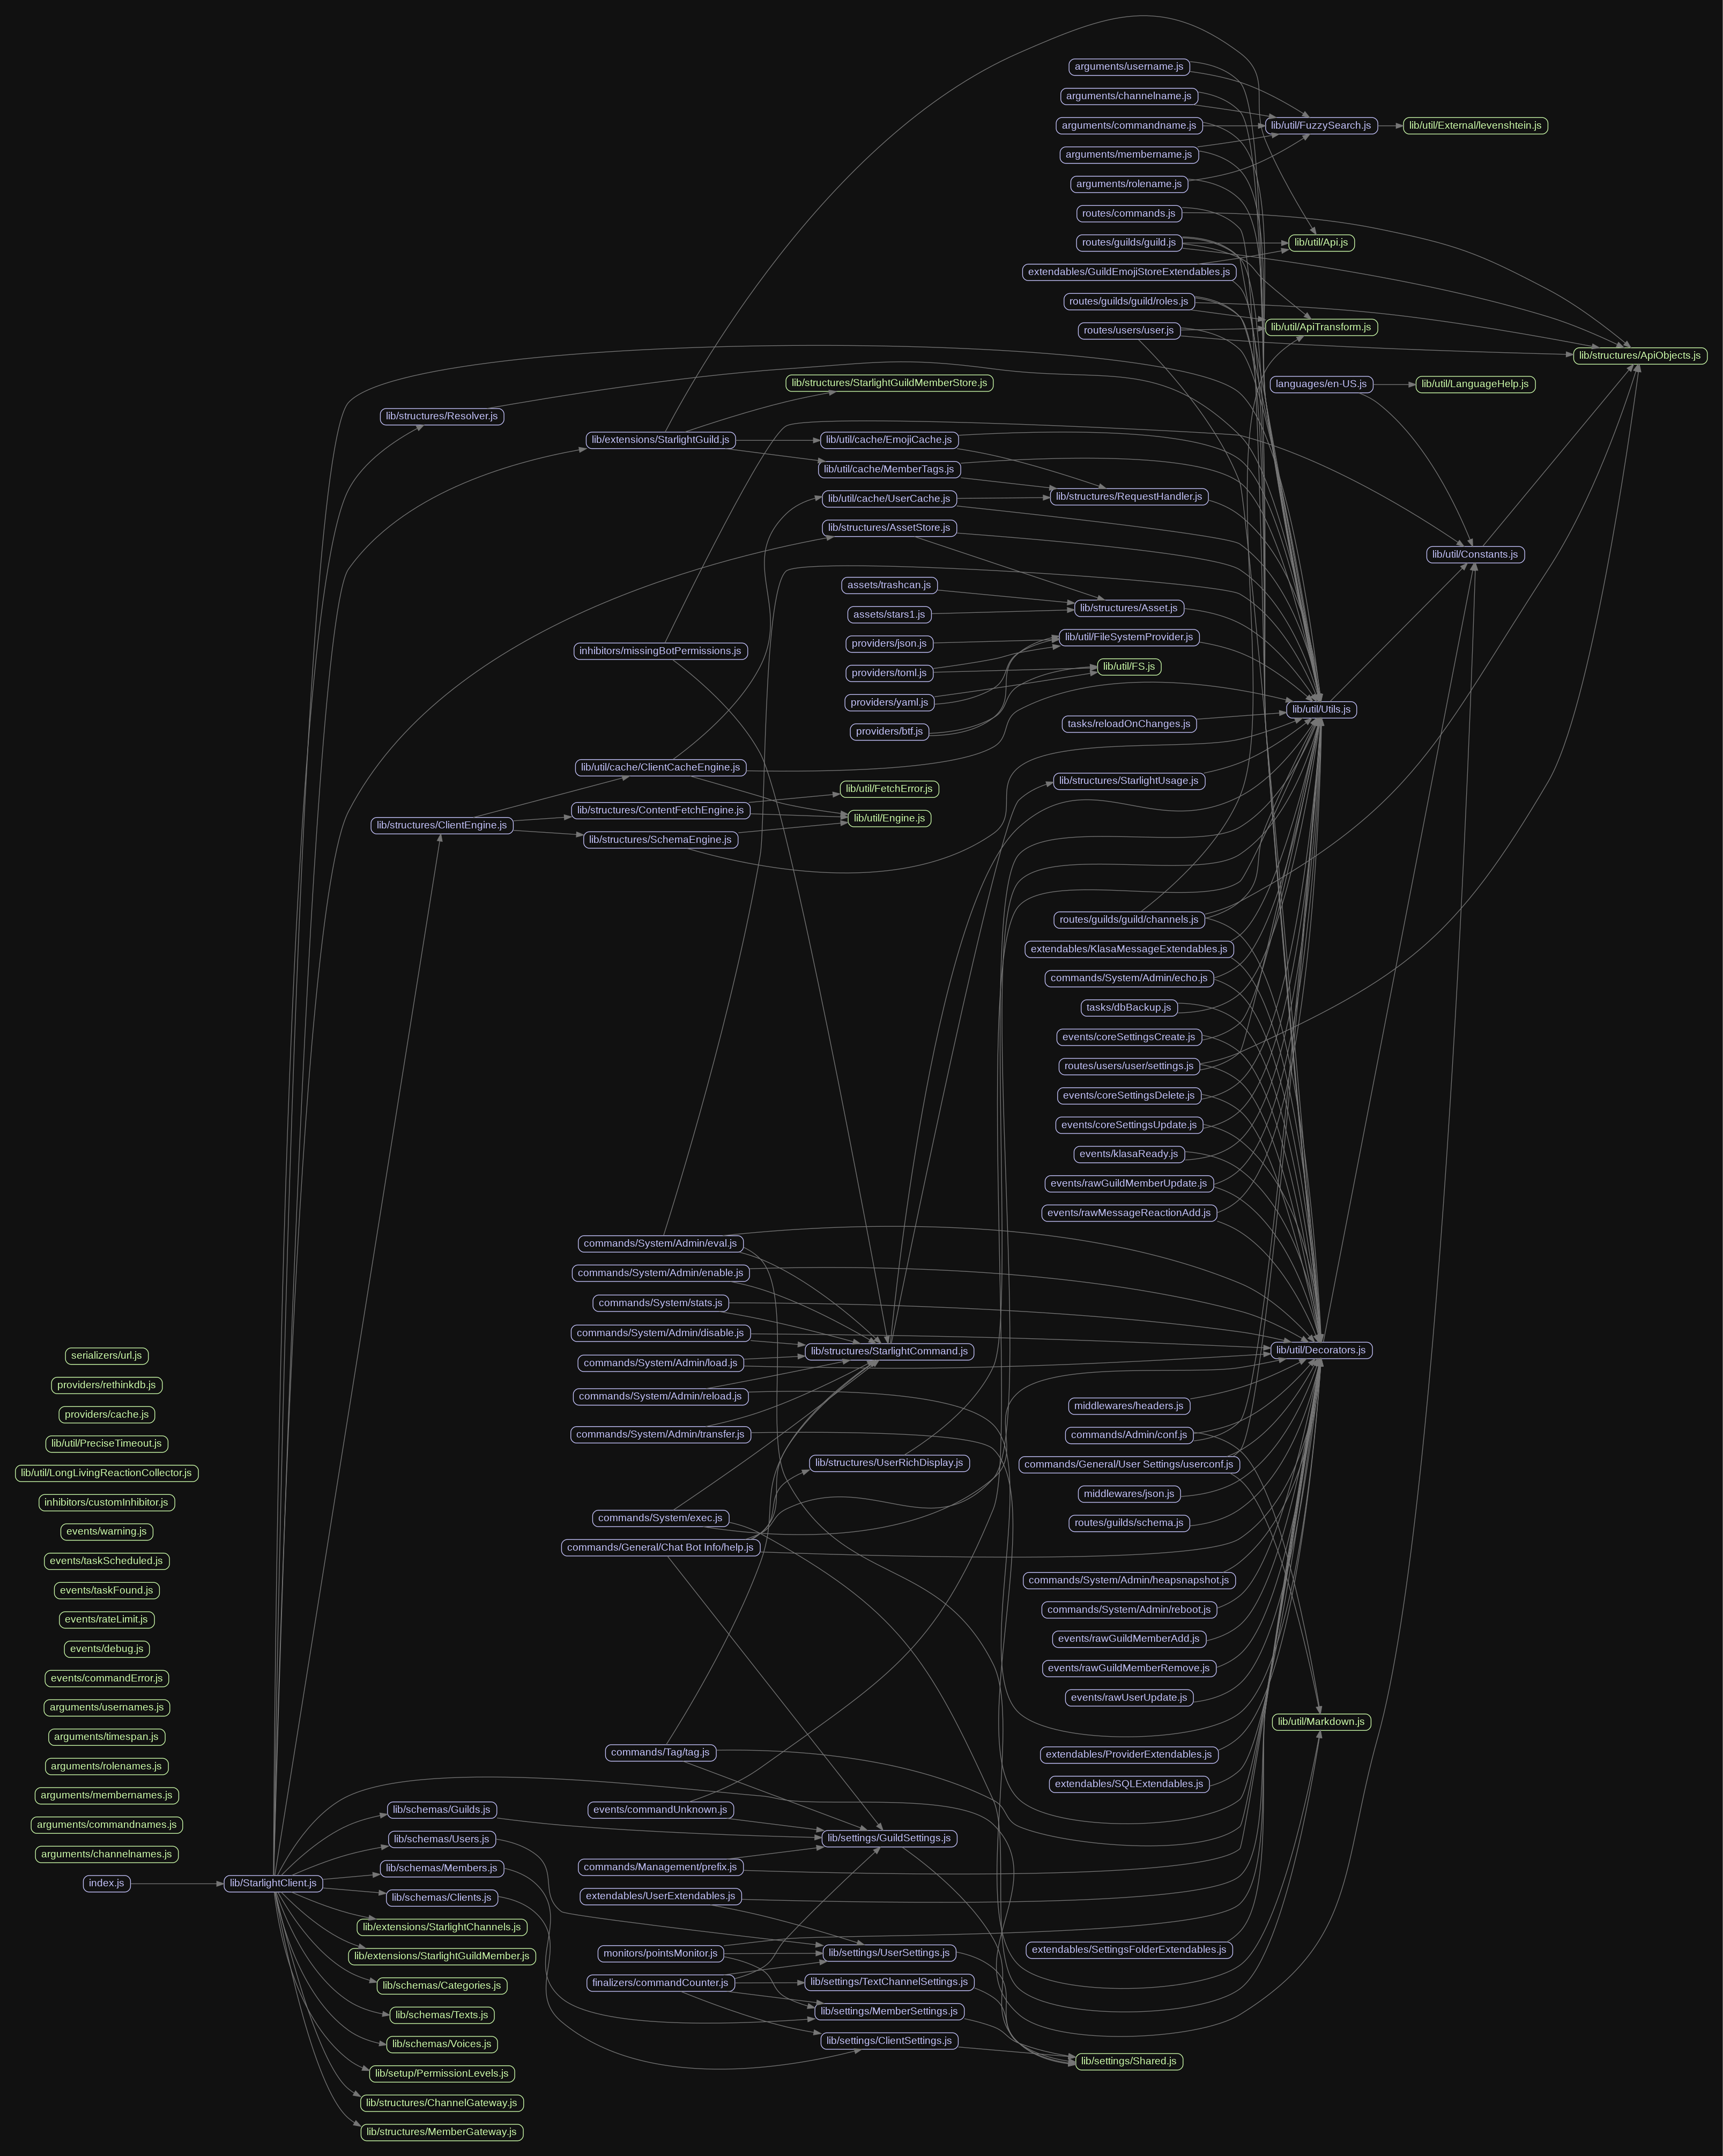 arguments/username.js
arguments/channelname.js
arguments/commandname.js
lib/util/FuzzySearch.js
lib/util/External/levenshtein.js
arguments/membername.js
arguments/rolename.js
routes/commands.js
routes/guilds/guild.js
lib/util/Api.js
extendables/GuildEmojiStoreExtendables.js
routes/guilds/guild/roles.js
routes/users/user.js
lib/util/ApiTransform.js
lib/structures/ApiObjects.js
lib/structures/StarlightGuildMemberStore.js
languages/en-US.js
lib/util/LanguageHelp.js
lib/structures/Resolver.js
lib/extensions/StarlightGuild.js
lib/util/cache/EmojiCache.js
lib/util/cache/MemberTags.js
lib/util/cache/UserCache.js
lib/structures/RequestHandler.js
lib/structures/AssetStore.js
lib/util/Constants.js
assets/trashcan.js
lib/structures/Asset.js
assets/stars1.js
providers/json.js
lib/util/FileSystemProvider.js
inhibitors/missingBotPermissions.js
providers/toml.js
lib/util/FS.js
providers/yaml.js
lib/util/Utils.js
providers/btf.js
tasks/reloadOnChanges.js
lib/util/cache/ClientCacheEngine.js
lib/structures/StarlightUsage.js
lib/util/FetchError.js
lib/structures/ContentFetchEngine.js
lib/util/Engine.js
lib/structures/ClientEngine.js
lib/structures/SchemaEngine.js
routes/guilds/guild/channels.js
extendables/KlasaMessageExtendables.js
commands/System/Admin/echo.js
tasks/dbBackup.js
events/coreSettingsCreate.js
routes/users/user/settings.js
events/coreSettingsDelete.js
events/coreSettingsUpdate.js
events/klasaReady.js
events/rawGuildMemberUpdate.js
events/rawMessageReactionAdd.js
commands/System/Admin/eval.js
commands/System/Admin/enable.js
commands/System/stats.js
commands/System/Admin/disable.js
lib/structures/StarlightCommand.js
lib/util/Decorators.js
commands/System/Admin/load.js
commands/System/Admin/reload.js
middlewares/headers.js
commands/System/Admin/transfer.js
commands/Admin/conf.js
lib/structures/UserRichDisplay.js
commands/General/User Settings/userconf.js
middlewares/json.js
commands/System/exec.js
routes/guilds/schema.js
commands/General/Chat Bot Info/help.js
commands/System/Admin/heapsnapshot.js
commands/System/Admin/reboot.js
events/rawGuildMemberAdd.js
events/rawGuildMemberRemove.js
events/rawUserUpdate.js
lib/util/Markdown.js
commands/Tag/tag.js
extendables/ProviderExtendables.js
extendables/SQLExtendables.js
serializers/url.js
providers/rethinkdb.js
providers/cache.js
lib/util/PreciseTimeout.js
lib/util/LongLivingReactionCollector.js
inhibitors/customInhibitor.js
events/warning.js
events/taskScheduled.js
events/taskFound.js
events/rateLimit.js
events/debug.js
events/commandError.js
arguments/usernames.js
arguments/timespan.js
arguments/rolenames.js
arguments/membernames.js
arguments/commandnames.js
arguments/channelnames.js
index.js
lib/StarlightClient.js
lib/schemas/Guilds.js
lib/schemas/Users.js
lib/schemas/Members.js
lib/schemas/Clients.js
lib/extensions/StarlightChannels.js
lib/extensions/StarlightGuildMember.js
lib/schemas/Categories.js
lib/schemas/Texts.js
lib/schemas/Voices.js
lib/setup/PermissionLevels.js
lib/structures/ChannelGateway.js
lib/structures/MemberGateway.js
events/commandUnknown.js
lib/settings/GuildSettings.js
commands/Management/prefix.js
extendables/UserExtendables.js
monitors/pointsMonitor.js
lib/settings/UserSettings.js
extendables/SettingsFolderExtendables.js
finalizers/commandCounter.js
lib/settings/TextChannelSettings.js
lib/settings/MemberSettings.js
lib/settings/ClientSettings.js
lib/settings/Shared.js